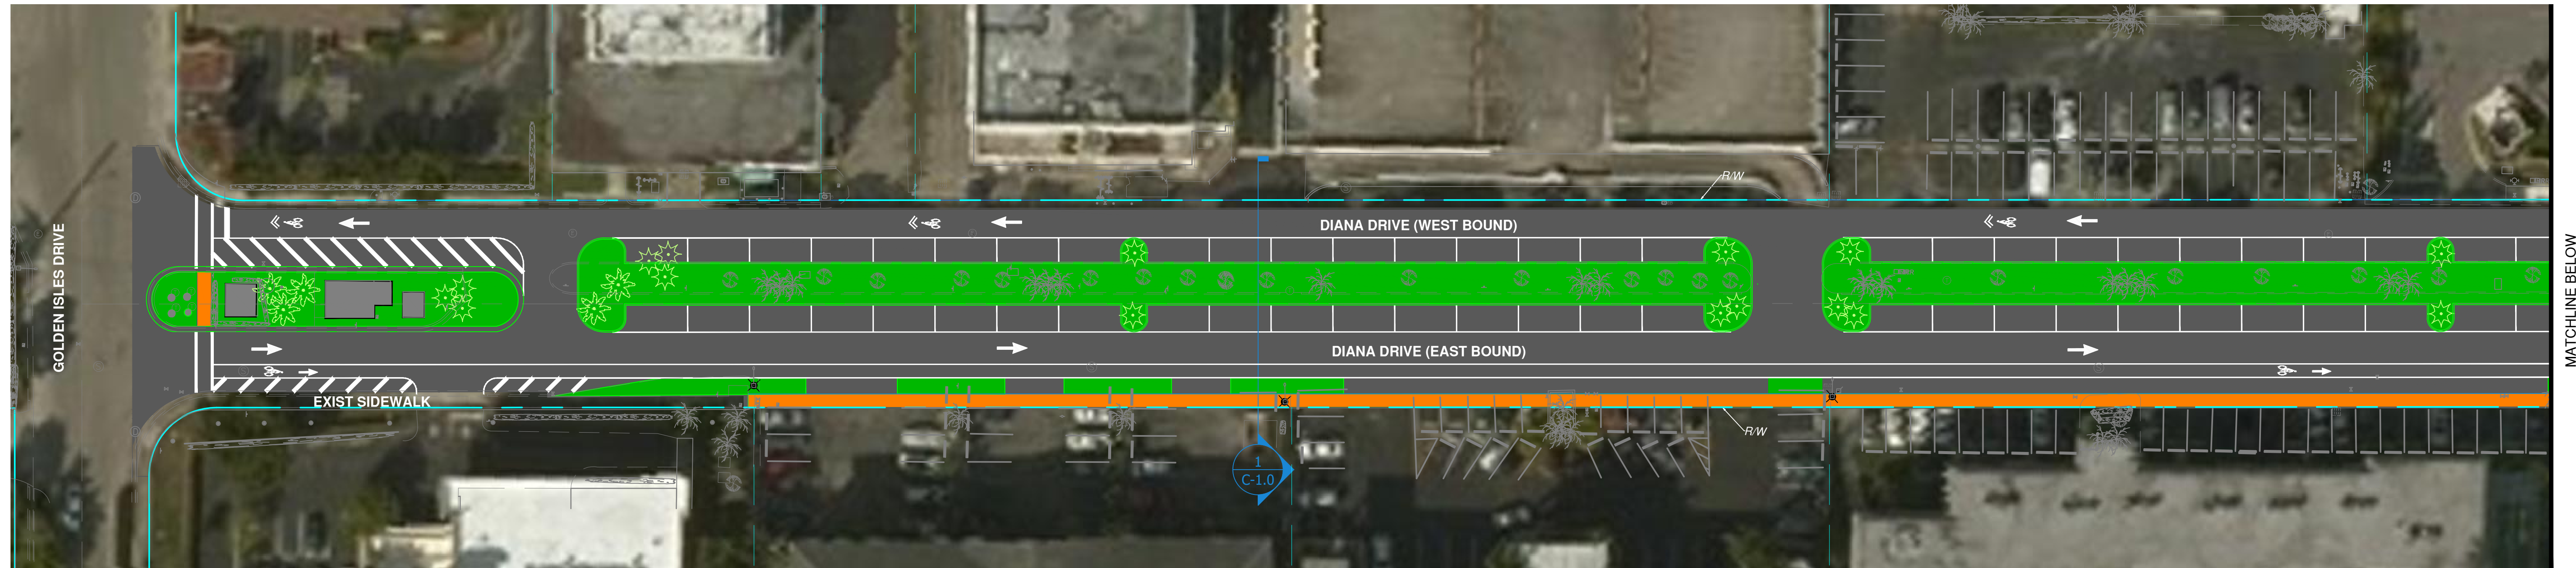 GOLDEN ISLES DRIVE
DIANA DRIVE (WEST BOUND)
R/W
DIANA DRIVE (EAST BOUND)
EXIST SIDEWALK
R/W
1
C-1.0
MATCHLINE BELOW